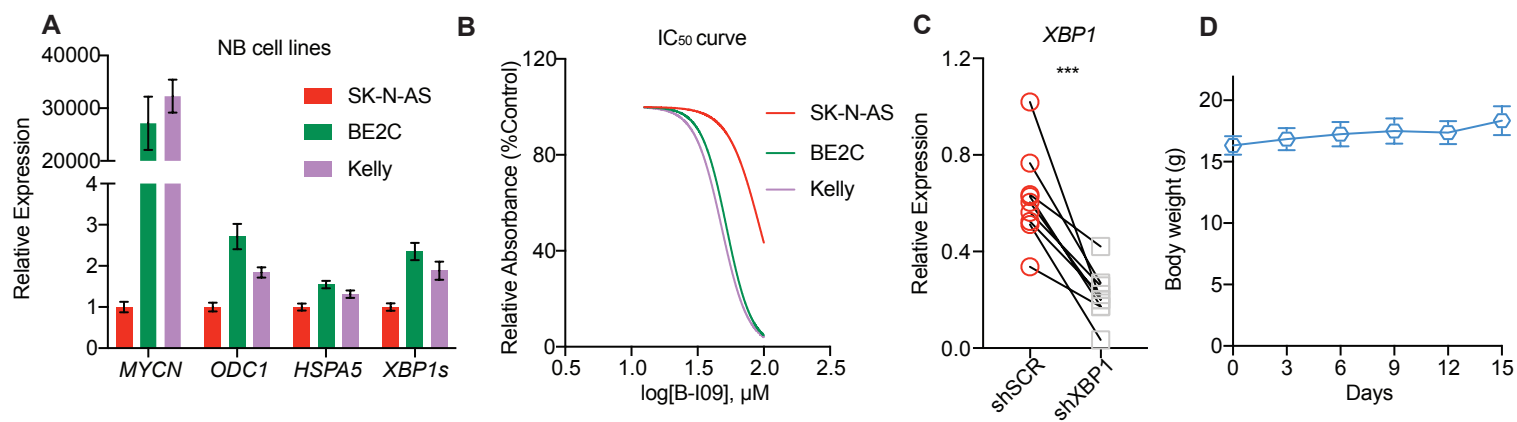 A
NB cell lines
Relative Expression
40000
30000
20000
4
3
2
1
0
SK-N-AS
BE2C
Kelly
MYCN ODC1 HSPA5 XBP1s
B
IC50 curve
Relative Absorbance (%Control)
120
80
40
0
SK-N-AS
BE2C
Kelly
0.5 1.0 1.5 2.0 2.5
log[B-I09], µM
C
XBP1
***
Relative Expression
1.2
0.8
0.4
0.0
shSCR shXBP1
D
Body weight (g)
20
15
10
5
0
0 3 6 9 12 15
Days